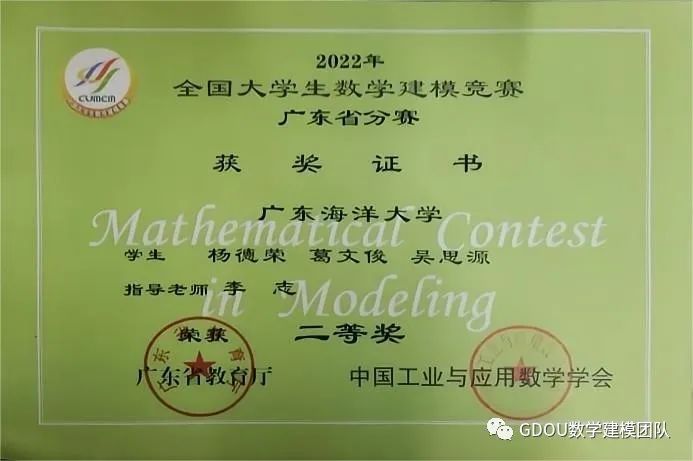 CUMCM
2022年
全国大学生数学建模竞赛
广东省分赛
获 奖 证 书
广东海洋大学
Mathematical Contest
学生 杨德荣 葛文俊 吴思源
指导老师 李 志
in Modeling
荣获 二等奖
广东省教育厅 中国工业与应用数学学会
GDOU数学建模团队